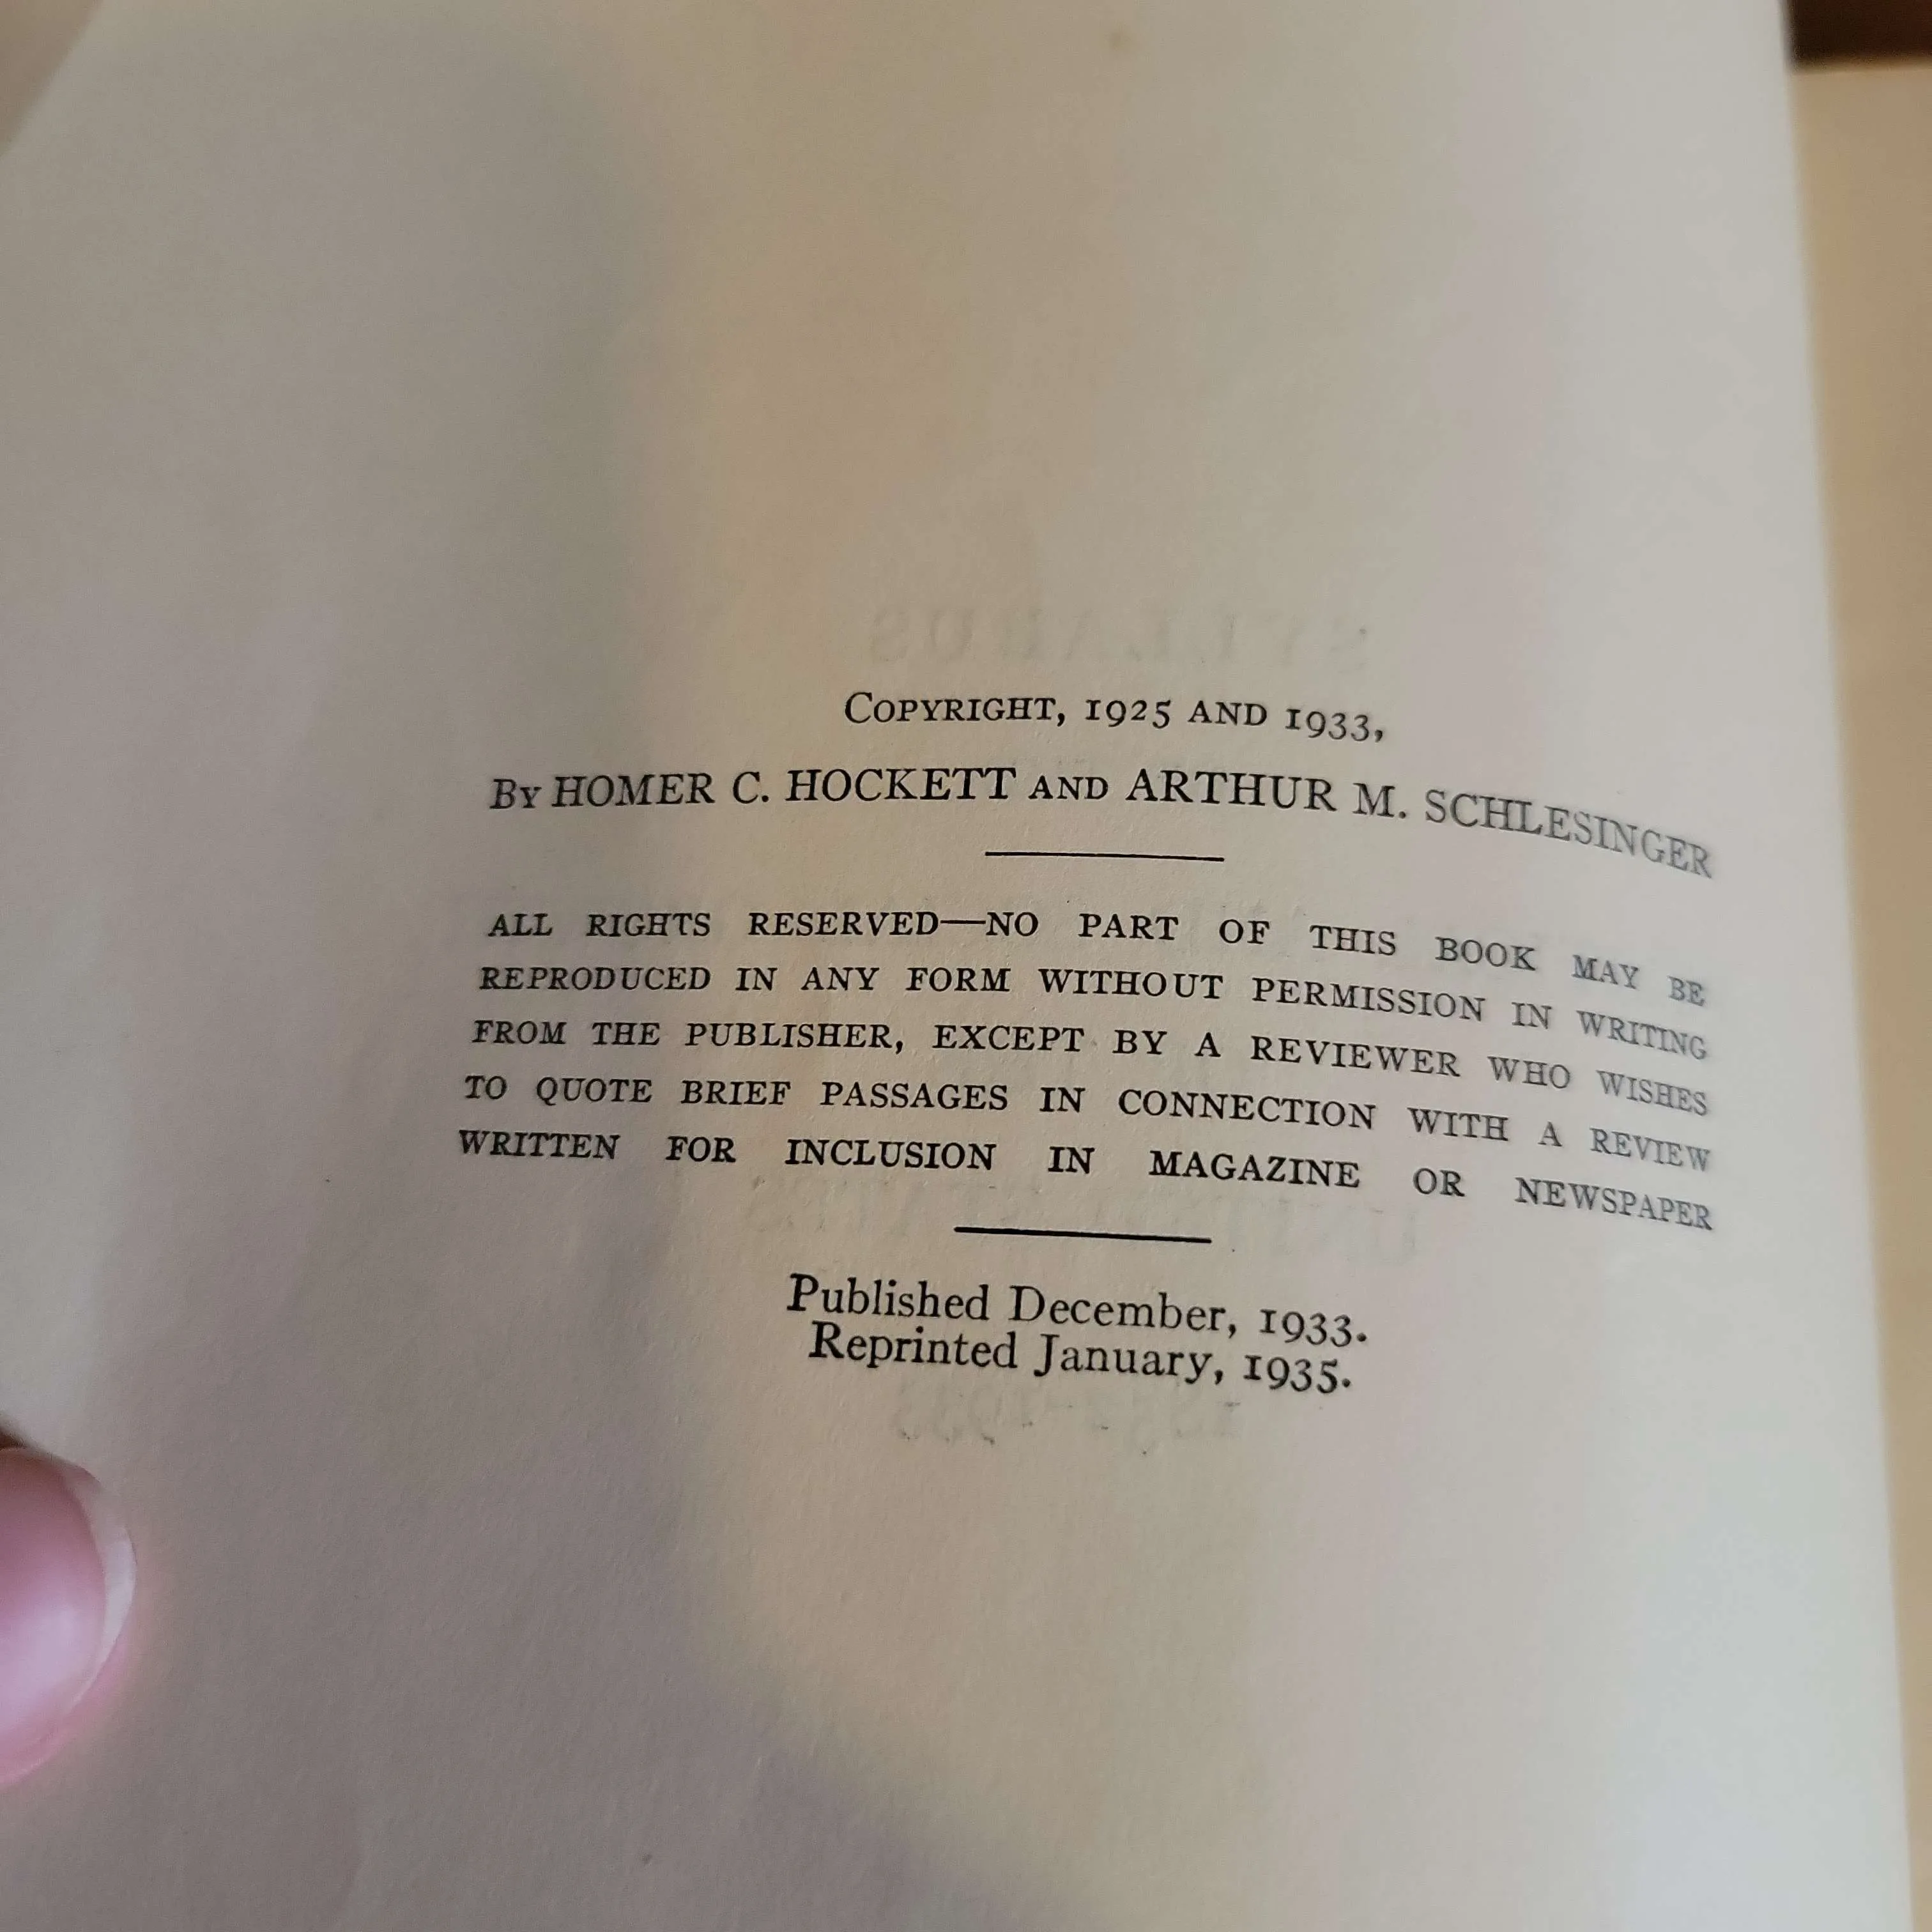 COPYRIGHT, 1925 AND 1933,
BY HOMER C. HOCKETT AND ARTHUR M. SCHLESINGER
ALL RIGHTS RESERVED—NO PART OF THIS BOOK MAY BE
REPRODUCED IN ANY FORM WITHOUT PERMISSION IN WRITING
FROM THE PUBLISHER, EXCEPT BY A REVIEWER WHO WISHES
TO QUOTE BRIEF PASSAGES IN CONNECTION WITH A REVIEW
WRITTEN FOR INCLUSION IN MAGAZINE OR NEWSPAPER
Published December, 1933.
Reprinted January, 1935.